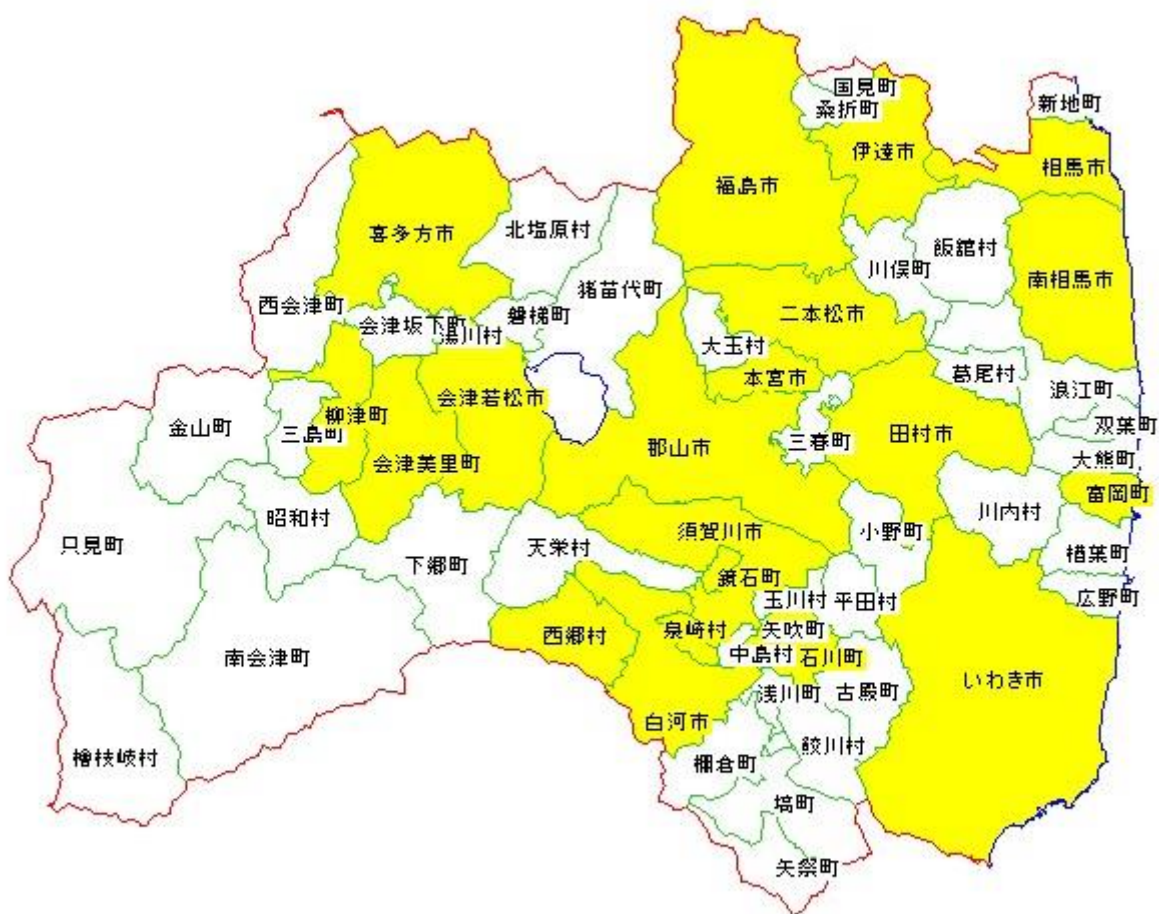 国見町
桑折町
新地町
伊達市
相馬市
福島市
喜多方市
北塩原村
飯舘村
川俣町
南相馬市
猪苗代町
西会津町
会津坂下町
湯川村
磐梯町
二本松市
大玉村
本宮市
葛尾村
浪江町
会津若松市
柳津町
金山町
三島町
双葉町
郡山市
三春町
田村市
大熊町
会津美里町
富岡町
昭和村
川内村
須賀川市
小野町
只見町
天栄村
下郷町
楢葉町
鏡石町
玉川村
平田村
広野町
西郷村
泉崎村
矢吹町
中島村
石川町
南会津町
いわき市
浅川町
古殿町
白河市
鮫川村
棚倉町
檜枝岐村
塙町
矢祭町